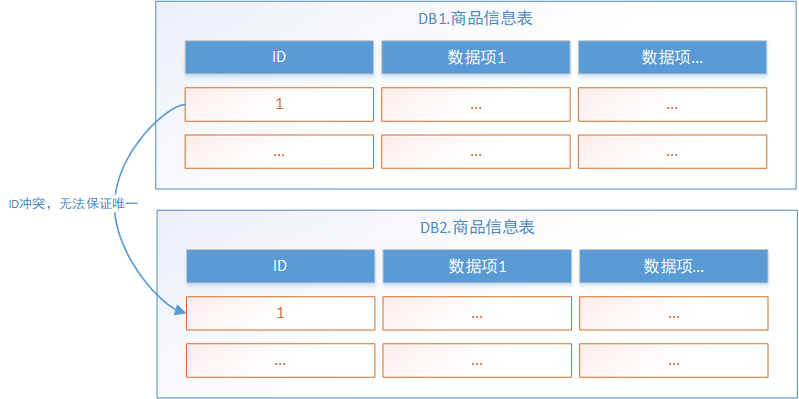 DB1.商品信息表
ID 数据项1 数据项...
1 ... ...
... ... ...
ID冲突，无法保证唯一
DB2.商品信息表
ID 数据项1 数据项...
1 ... ...
... ... ...